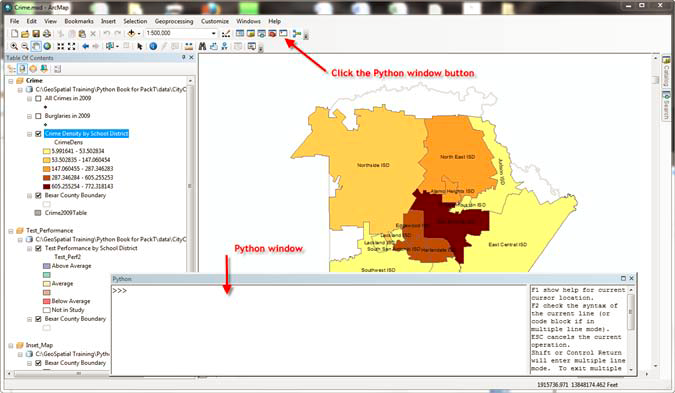 Crime.mxd - ArcMap
File Edit View Bookmarks Insert Selection Geoprocessing Customize Windows Help
1:500,000
Click the Python window button
Table Of Contents
Crime
C:\GeoSpatial Training\Python Book for PackT\data\CityC
All Crimes in 2009
Burglaries in 2009
Crime Density by School District
CrimeDens
5.991641 - 53.502834
53.502835 - 147.060454
147.060455 - 287.346283
287.346284 - 605.255253
605.255254 - 772.318143
Bexar County Boundary
Crime2009Table
Test_Performance
C:\GeoSpatial Training\Python Book for PackT\data\CityC
Test Performance by School District
Test_Perf2
Above Average
Average
Below Average
Not in Study
Bexar County Boundary
Inset_Map
C:\GeoSpatial Training\Python
Bexar County Boundary
Northside ISD
North East ISD
Judson ISD
Alamo Heights ISD
Edgewood ISD
Lackland ISD
South San Antonio ISD
Harlandale ISD
East Central ISD
Southwest ISD
Catalog
Search
Python window
Python
>>>
F1 show help for current
cursor location.
F2 check the syntax of
the current line (or
code block if in
multiple line mode).
ESC cancels the current
operation.
Shift or Control Return
will enter multiple line
mode. To exit multiple
1915736.971 13848174.462 Feet